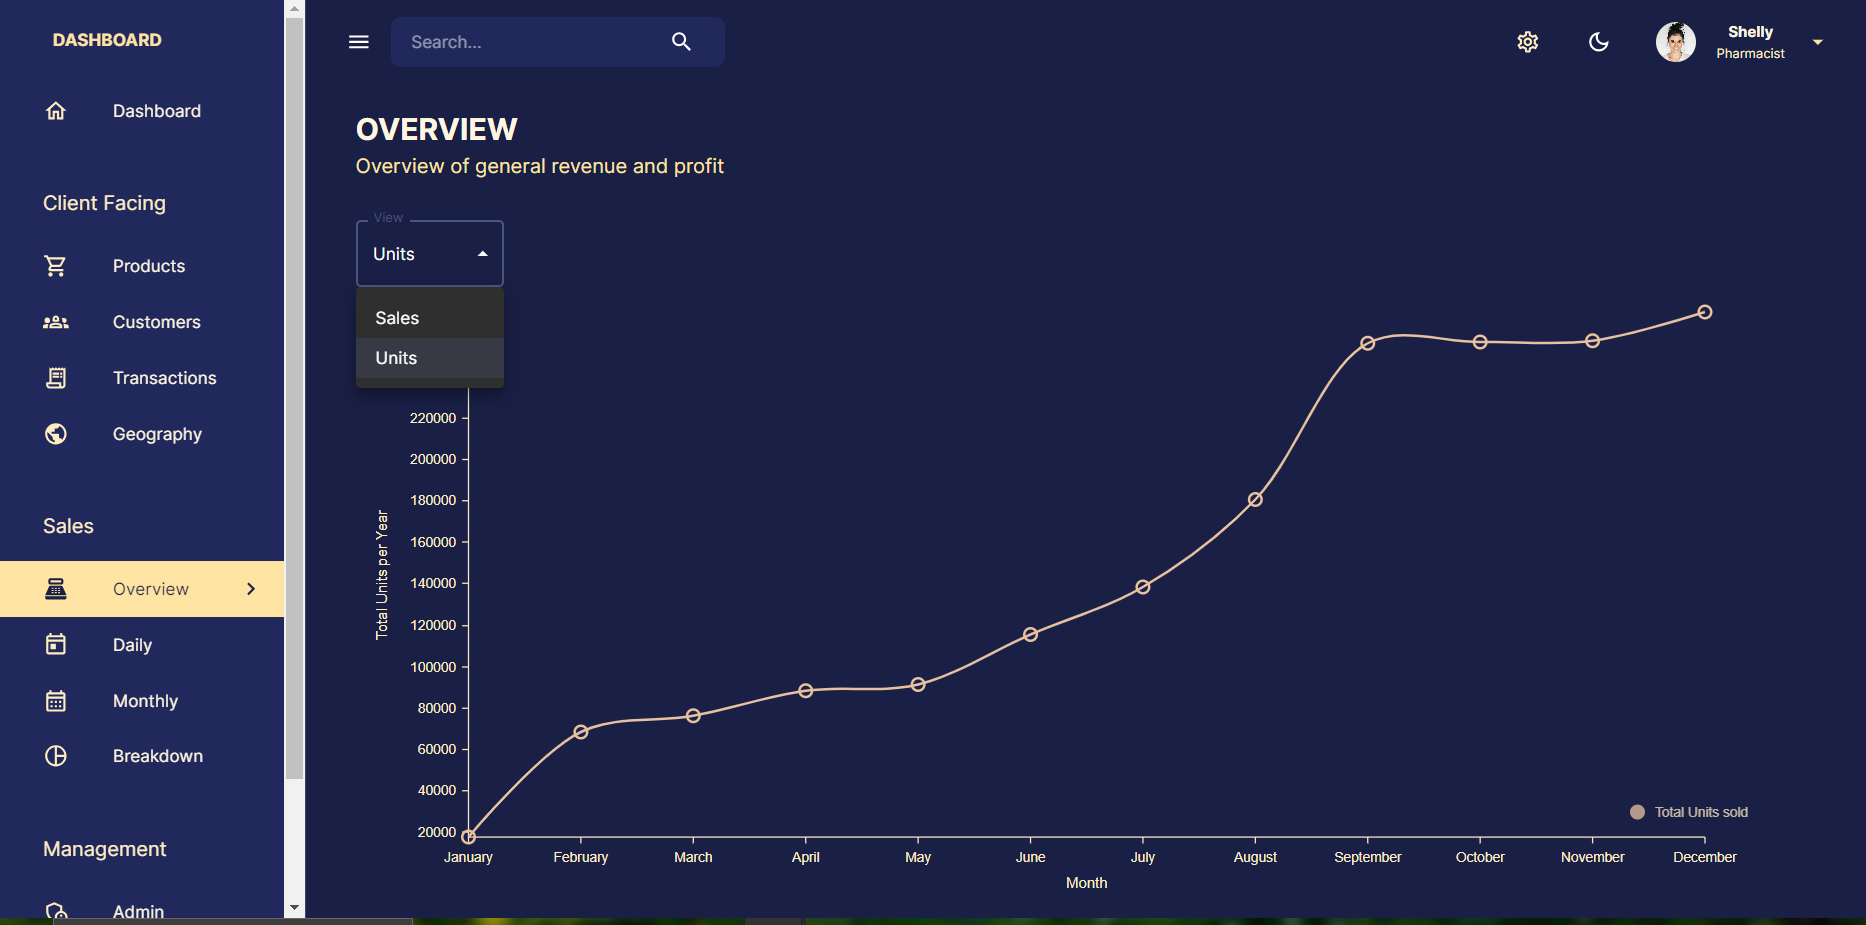 DASHBOARD
Dashboard
Client Facing
Products
Customers
Transactions
Geography
Sales
Overview
Daily
Monthly
Breakdown
Management
Admin
Search...
Shelly
Pharmacist
OVERVIEW
Overview of general revenue and profit
View
Units
Sales
Units
220000
200000
180000
160000
140000
120000
100000
80000
60000
40000
20000
Total Units per Year
January February March April May June July August September October November December
Month
Total Units sold